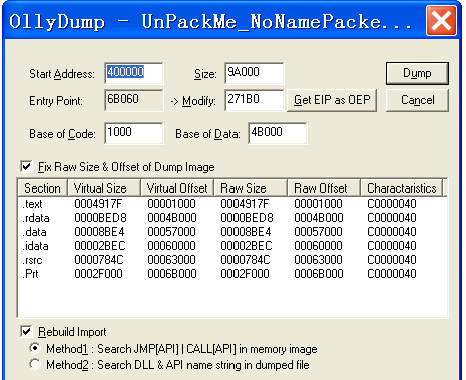 OllyDump - UnPackMe_NoNamePacke...
Start Address: 400000 Size: 9A000 Dump
Entry Point: 6B060 -> Modify: 271B0 Get EIP as OEP Cancel
Base of Code: 1000 Base of Data: 4B000
Fix Raw Size & Offset of Dump Image
Section Virtual Size Virtual Offset Raw Size Raw Offset Charactaristics
.text 0004917F 00001000 0004917F 00001000 C0000040
.rdata 0000BED8 0004B000 0000BED8 0004B000 C0000040
.data 00008BE4 00057000 00008BE4 00057000 C0000040
.idata 00002BEC 00060000 00002BEC 00060000 C0000040
.rsrc 0000784C 00063000 0000784C 00063000 C0000040
.Prt 0002F000 0006B000 0002F000 0006B000 C0000040
Rebuild Import
Method1 : Search JMP[API] | CALL[API] in memory image
Method2 : Search DLL & API name string in dumped file